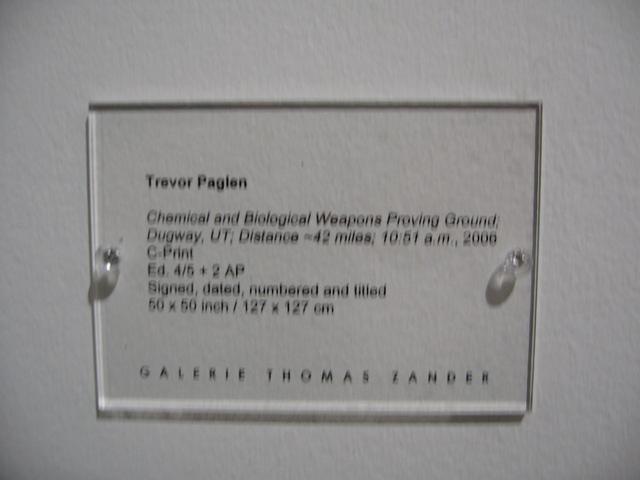 Trevor Paglen
Chemical and Biological Weapons Proving Ground;
Dugway, UT; Distance ~42 miles; 10:51 a.m., 2006
C-Print
Ed. 4/5 + 2 AP
Signed, dated, numbered and titled
50 x 50 inch / 127 x 127 cm
GALERIE THOMAS ZANDER